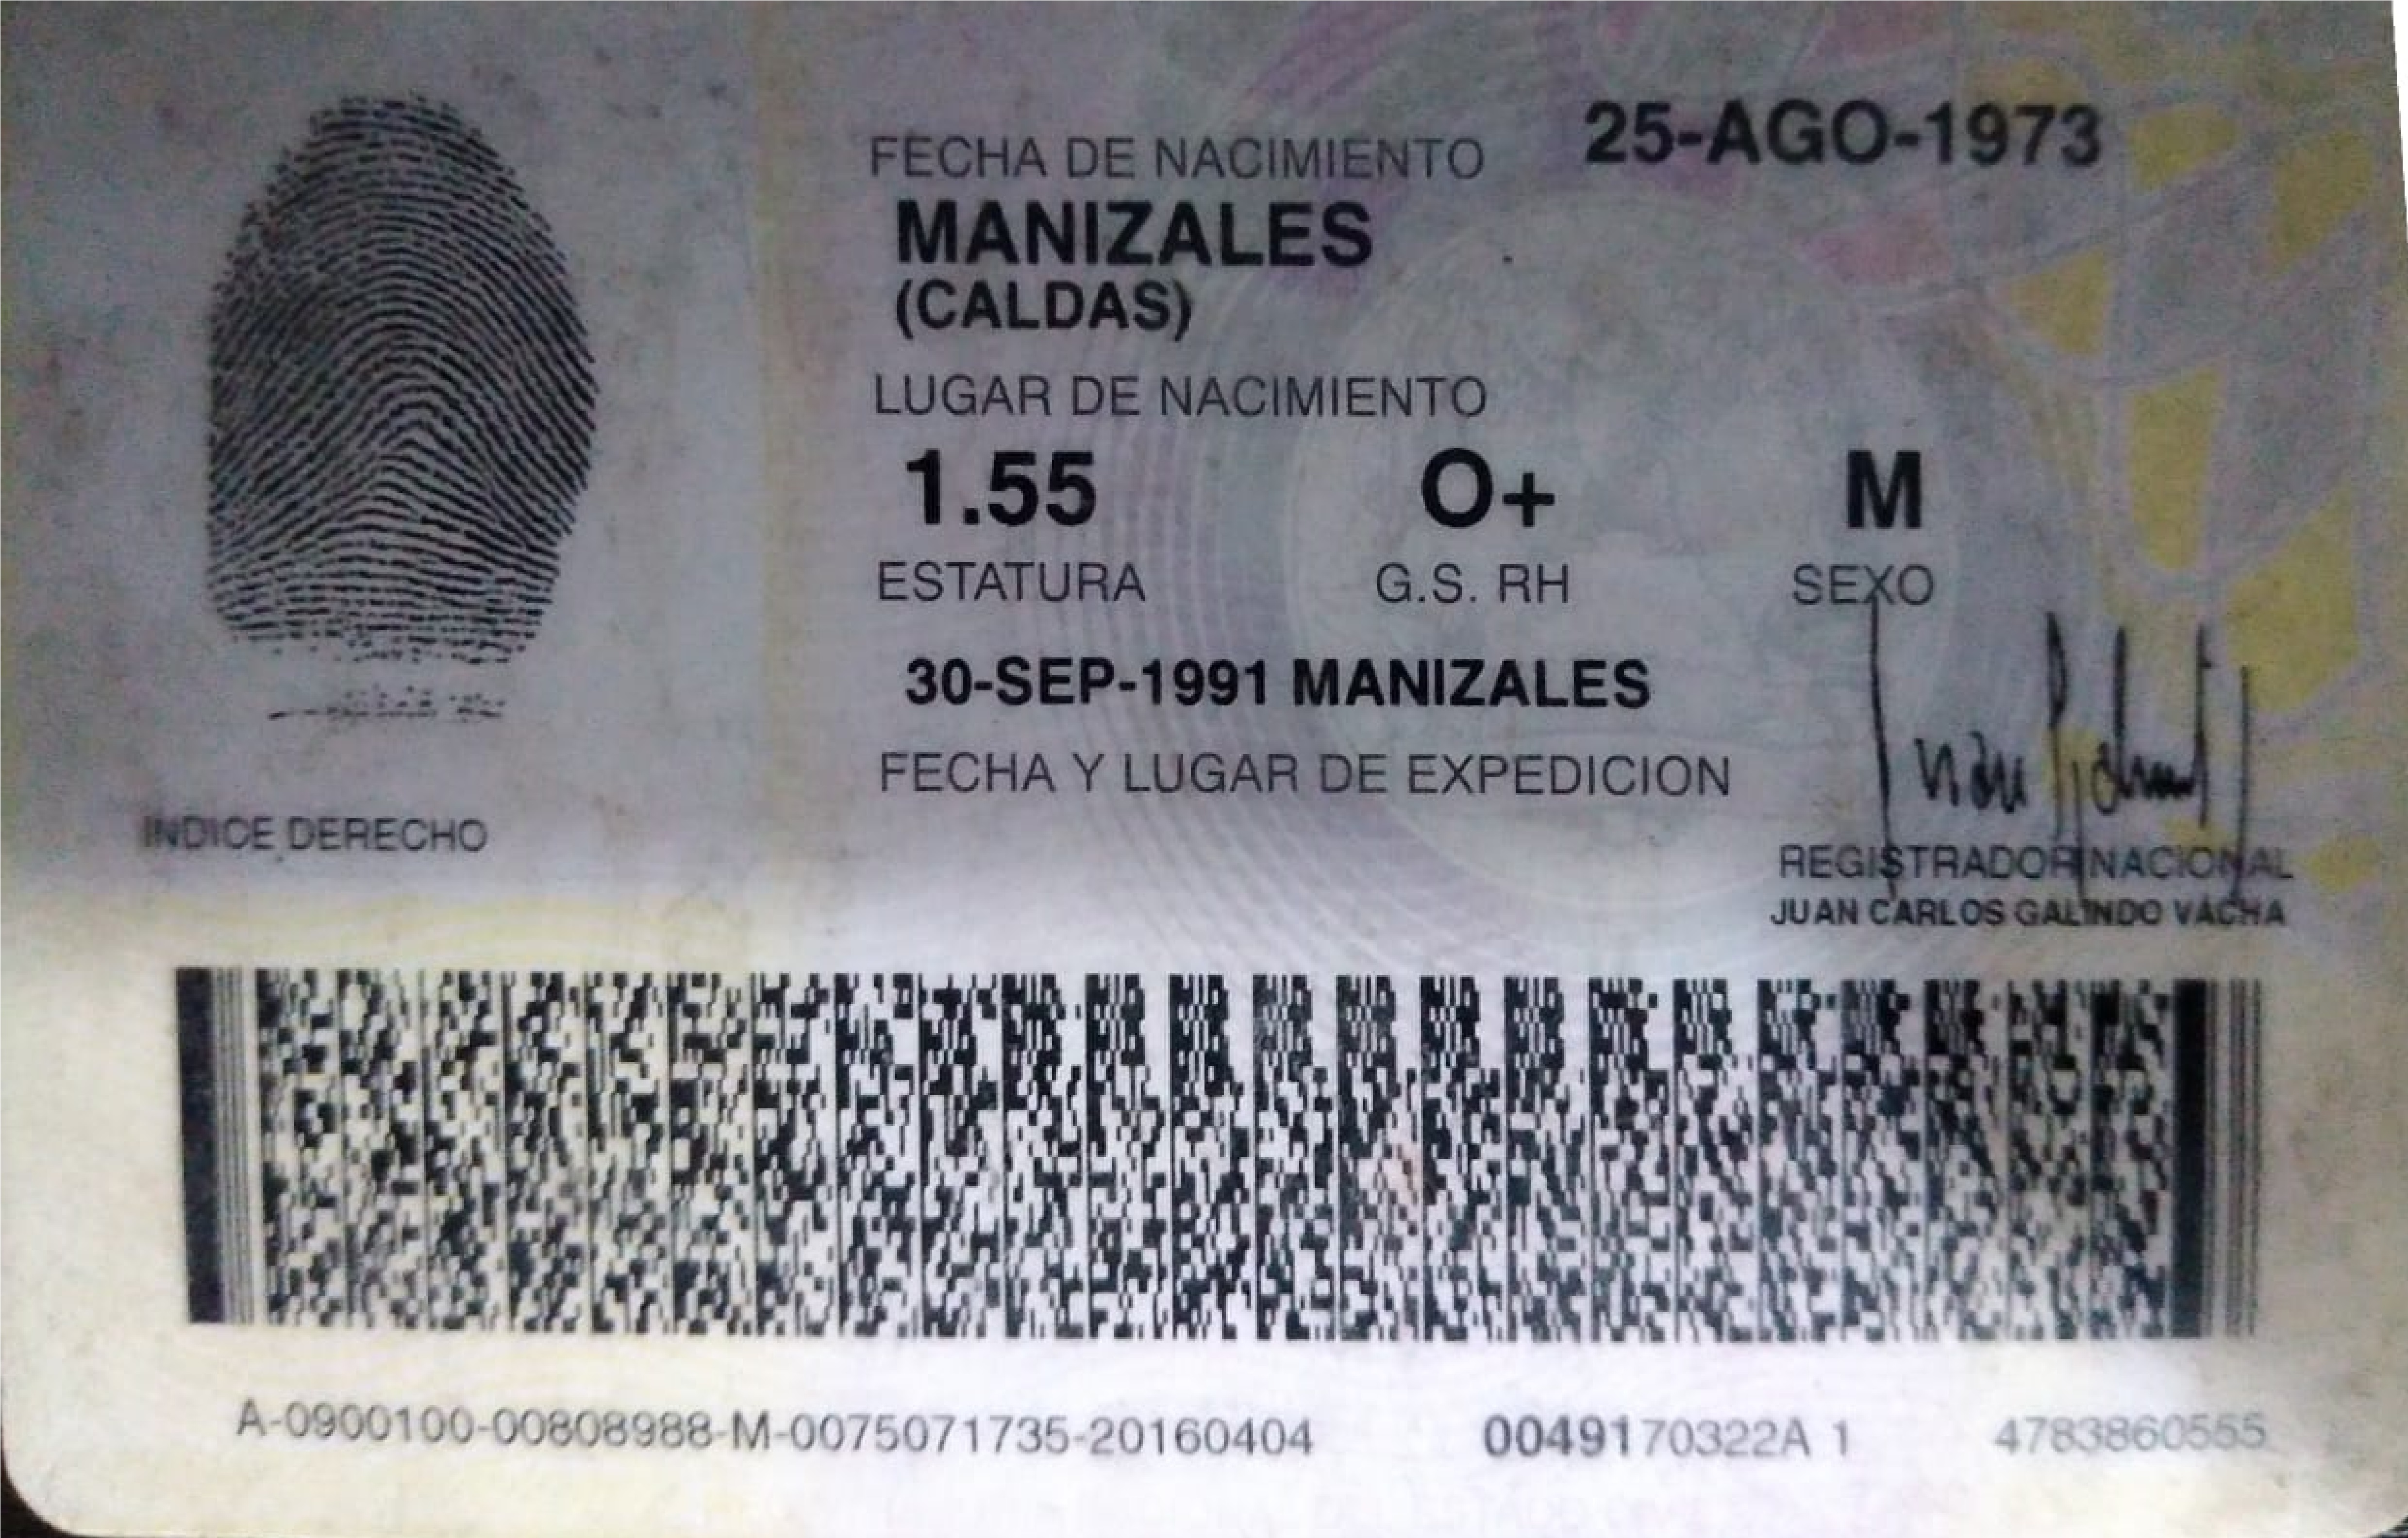 25-AGO-1973
FECHA DE NACIMIENTO
MANIZALES
(CALDAS)
LUGAR DE NACIMIENTO
1.55 O+ M
ESTATURA G.S. RH SEXO
30-SEP-1991 MANIZALES
FECHA Y LUGAR DE EXPEDICION
INDICE DERECHO
REGISTRADOR NACIONAL
JUAN CARLOS GALINDO VACHA
A-0900100-00808988-M-0075071735-20160404 0049170322A 1 4783860555